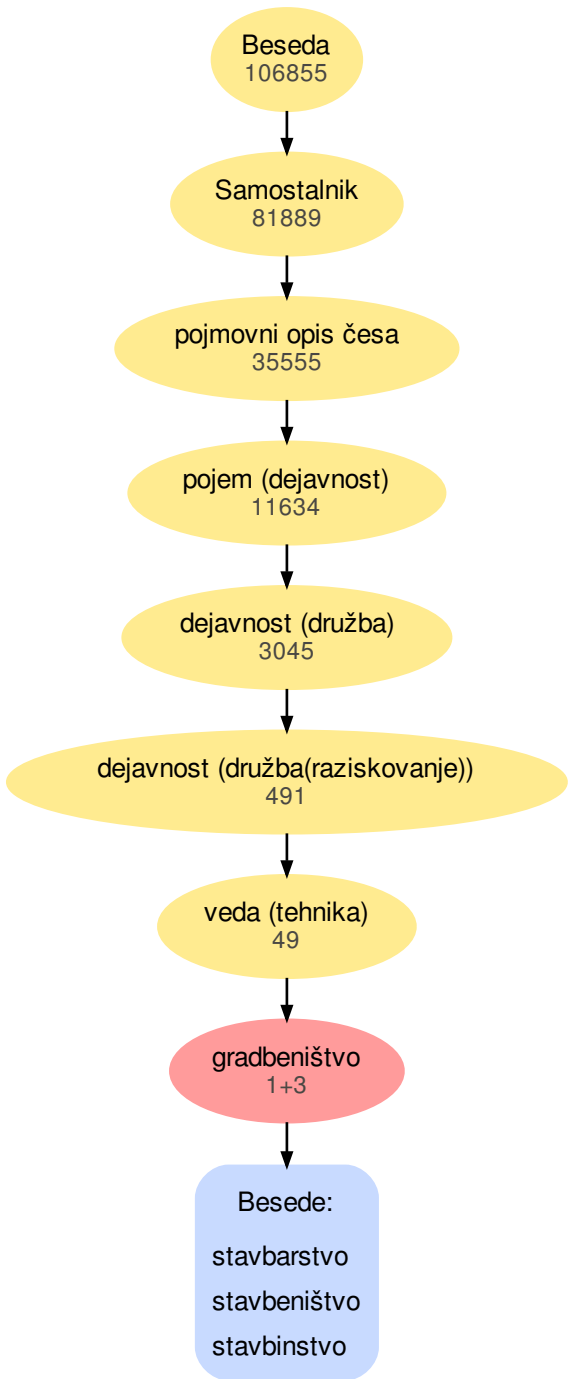 Beseda
106855
Samostalnik
81889
pojmovni opis česa
35555
pojem (dejavnost)
11634
dejavnost (družba)
3045
dejavnost (družba(raziskovanje))
491
veda (tehnika)
49
gradbeništvo
1+3
Besede:
stavbarstvo
stavbeništvo
stavbinstvo